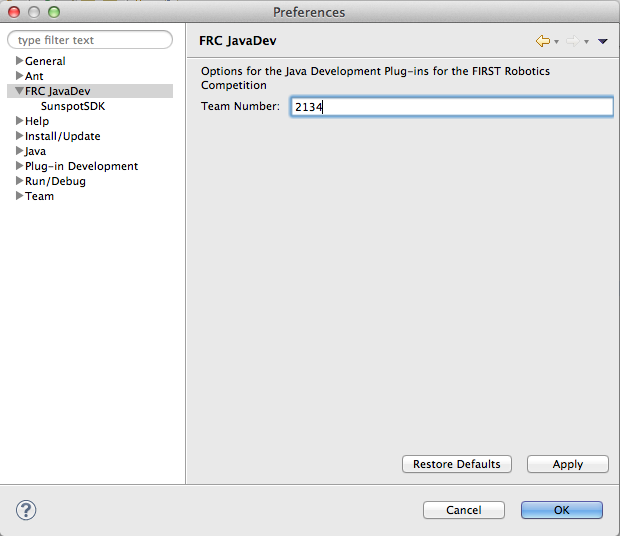 Preferences
type filter text
General
Ant
FRC JavaDev
SunspotSDK
Help
Install/Update
Java
Plug-in Development
Run/Debug
Team
FRC JavaDev
Options for the Java Development Plug-ins for the FIRST Robotics
Competition
Team Number: 2134
Restore Defaults Apply
? Cancel OK